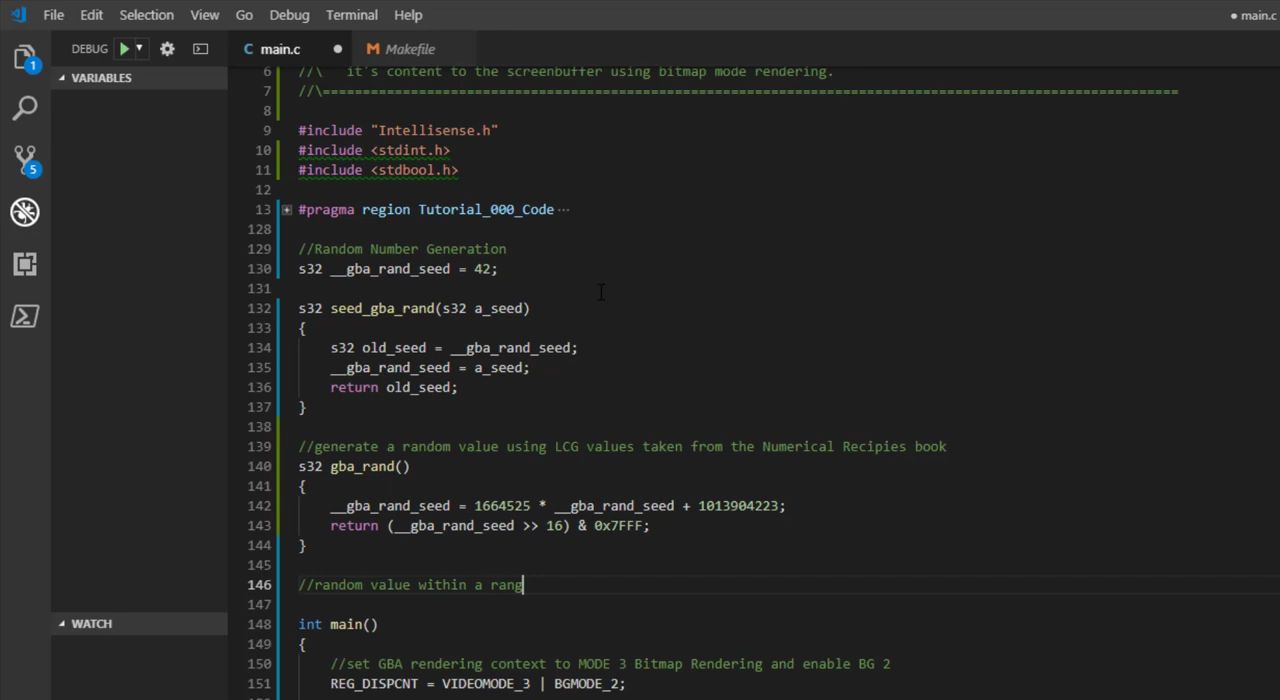 File Edit Selection View Go Debug Terminal Help ● main.c
1 DEBUG C main.c ● M Makefile
VARIABLES
6 //\ it's content to the screenbuffer using bitmap mode rendering.
7 //\===========================================================================================================
8
9 #include "Intellisense.h"
10 #include <stdint.h>
5 11 #include <stdbool.h>
12
13 #pragma region Tutorial_000_Code ⋯
128
129 //Random Number Generation
130 s32 __gba_rand_seed = 42;
131
132 s32 seed_gba_rand(s32 a_seed)
133 {
134 s32 old_seed = __gba_rand_seed;
135 __gba_rand_seed = a_seed;
136 return old_seed;
137 }
138
139 //generate a random value using LCG values taken from the Numerical Recipies book
140 s32 gba_rand()
141 {
142 __gba_rand_seed = 1664525 * __gba_rand_seed + 1013904223;
143 return (__gba_rand_seed >> 16) & 0x7FFF;
144 }
145
146 //random value within a rang
147
WATCH
148 int main()
149 {
150 //set GBA rendering context to MODE 3 Bitmap Rendering and enable BG 2
151 REG_DISPCNT = VIDEOMODE_3 | BGMODE_2;